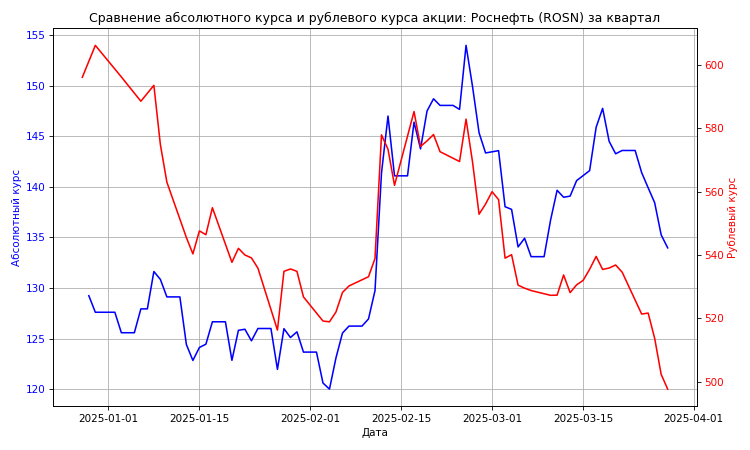 Сравнение абсолютного курса и рублевого курса акции: Роснефть (ROSN) за квартал
155
150
145
140
135
130
125
120
Абсолютный курс
600
580
560
540
520
500
Рублевый курс
2025-01-01 2025-01-15 2025-02-01 2025-02-15 2025-03-01 2025-03-15 2025-04-01
Дата